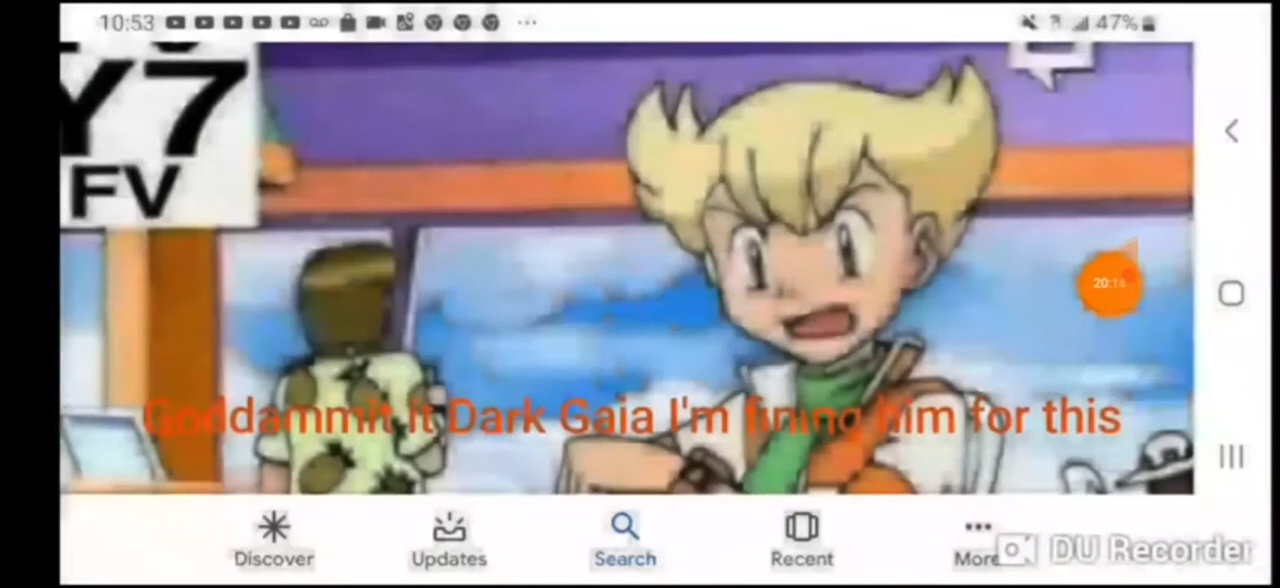 10:53
47%
Y7
FV
20:14
Goddammit it Dark Gaia I'm fining him for this
Discover
Updates
Search
Recent
More
DU Recorder